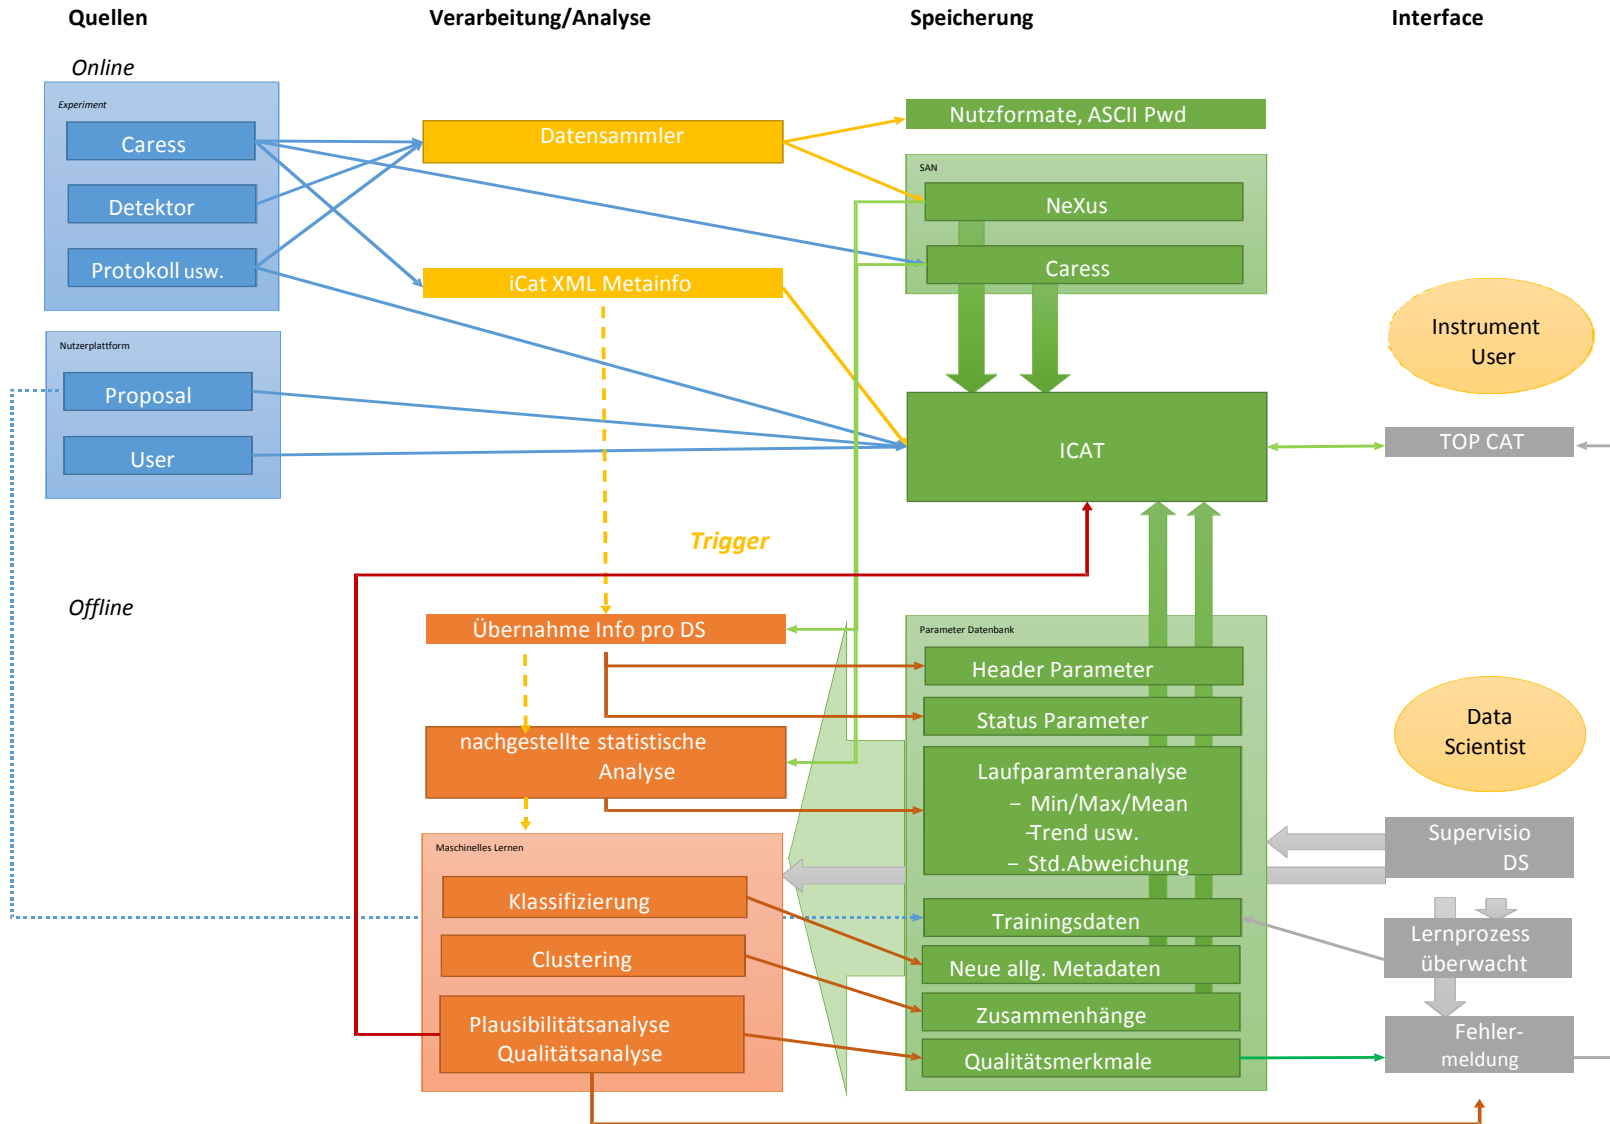 Quellen
Verarbeitung/Analyse
Speicherung
Interface
Online
Experiment
Caress
Detektor
Protokoll usw.
Nutzerplattform
Proposal
User
Datensammler
iCat XML Metainfo
Nutzformate, ASCII Pwd
SAN
NeXus
Caress
ICAT
Instrument
User
TOP CAT
Trigger
Offline
Übernahme Info pro DS
nachgestellte statistische
Analyse
Maschinelles Lernen
Klassifizierung
Clustering
Plausibilitätsanalyse
Qualitätsanalyse
Parameter Datenbank
Header Parameter
Status Parameter
Laufparamteranalyse
– Min/Max/Mean
–Trend usw.
– Std.Abweichung
Trainingsdaten
Neue allg. Metadaten
Zusammenhänge
Qualitätsmerkmale
Data
Scientist
Supervisio
DS
Lernprozess
überwacht
Fehler-
meldung